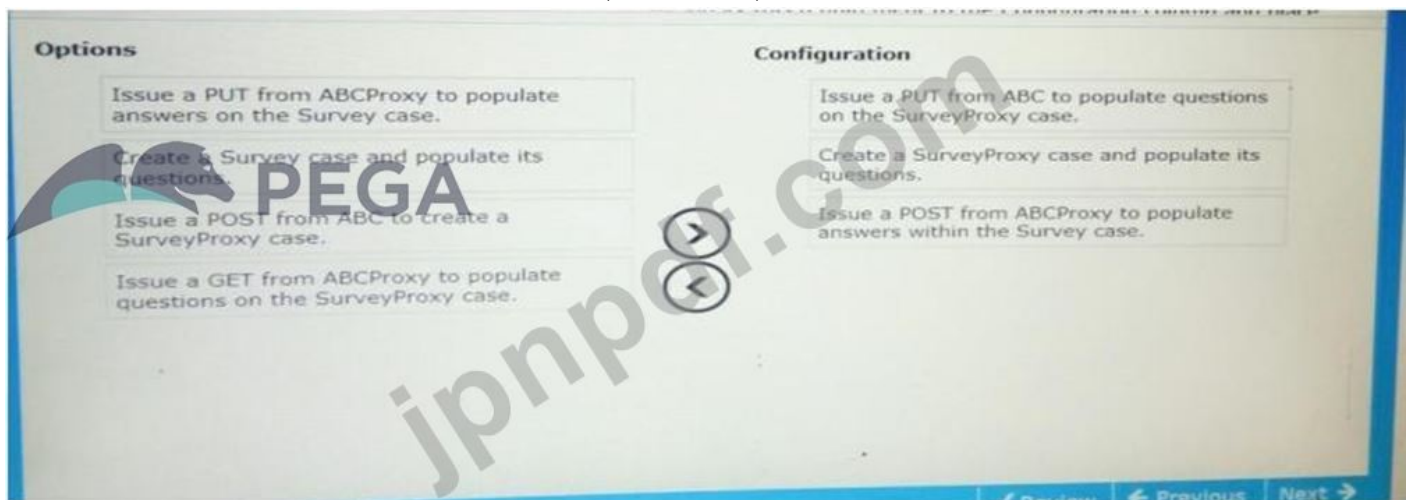 Options
Issue a PUT from ABCProxy to populate
answers on the Survey case.
Create a Survey case and populate its
questions.
PEGA
Issue a POST from ABC to create a
SurveyProxy case.
Issue a GET from ABCProxy to populate
questions on the SurveyProxy case.
Configuration
Issue a PUT from ABC to populate questions
on the SurveyProxy case.
Create a SurveyProxy case and populate its
questions.
Issue a POST from ABCProxy to populate
answers within the Survey case.
jpnpdf.com
Previous
Next